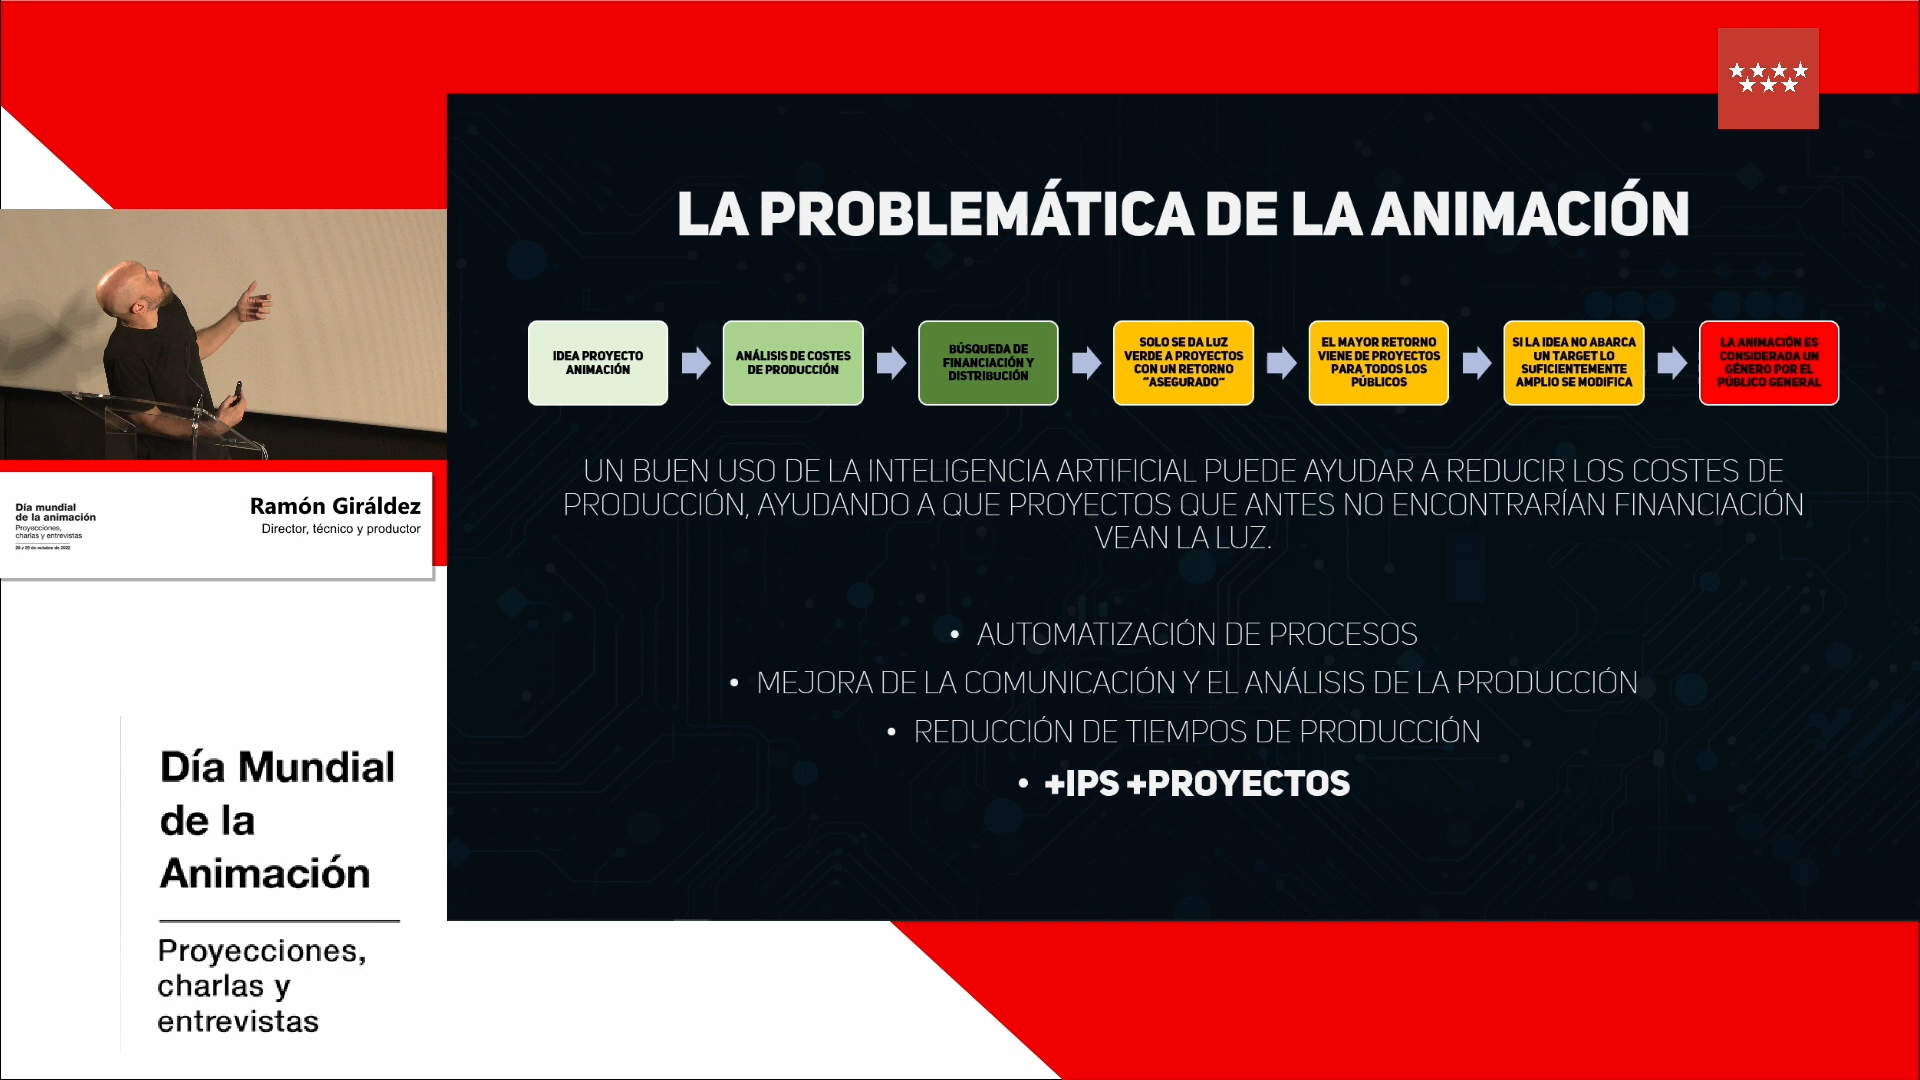 LA PROBLEMÁTICA DE LA ANIMACIÓN
IDEA PROYECTO
ANIMACIÓN
ANÁLISIS DE COSTES
DE PRODUCCIÓN
BÚSQUEDA DE
FINANCIACIÓN Y
DISTRIBUCIÓN
SOLO SE DA LUZ
VERDE A PROYECTOS
CON UN RETORNO
"ASEGURADO"
EL MAYOR RETORNO
VIENE DE PROYECTOS
PARA TODOS LOS
PÚBLICOS
SI LA IDEA NO ABARCA
UN TARGET LO
SUFICIENTEMENTE
AMPLIO SE MODIFICA
LA ANIMACIÓN ES
CONSIDERADA UN
GÉNERO POR EL
PÚBLICO GENERAL
UN BUEN USO DE LA INTELIGENCIA ARTIFICIAL PUEDE AYUDAR A REDUCIR LOS COSTES DE
PRODUCCIÓN, AYUDANDO A QUE PROYECTOS QUE ANTES NO ENCONTRARÍAN FINANCIACIÓN
VEAN LA LUZ.
• AUTOMATIZACIÓN DE PROCESOS
• MEJORA DE LA COMUNICACIÓN Y EL ANÁLISIS DE LA PRODUCCIÓN
• REDUCCIÓN DE TIEMPOS DE PRODUCCIÓN
• +IPS +PROYECTOS
Día mundial
de la animación
Proyecciones,
charlas y entrevistas
Ramón Giráldez
Director, técnico y productor
Día Mundial
de la
Animación
Proyecciones,
charlas y
entrevistas